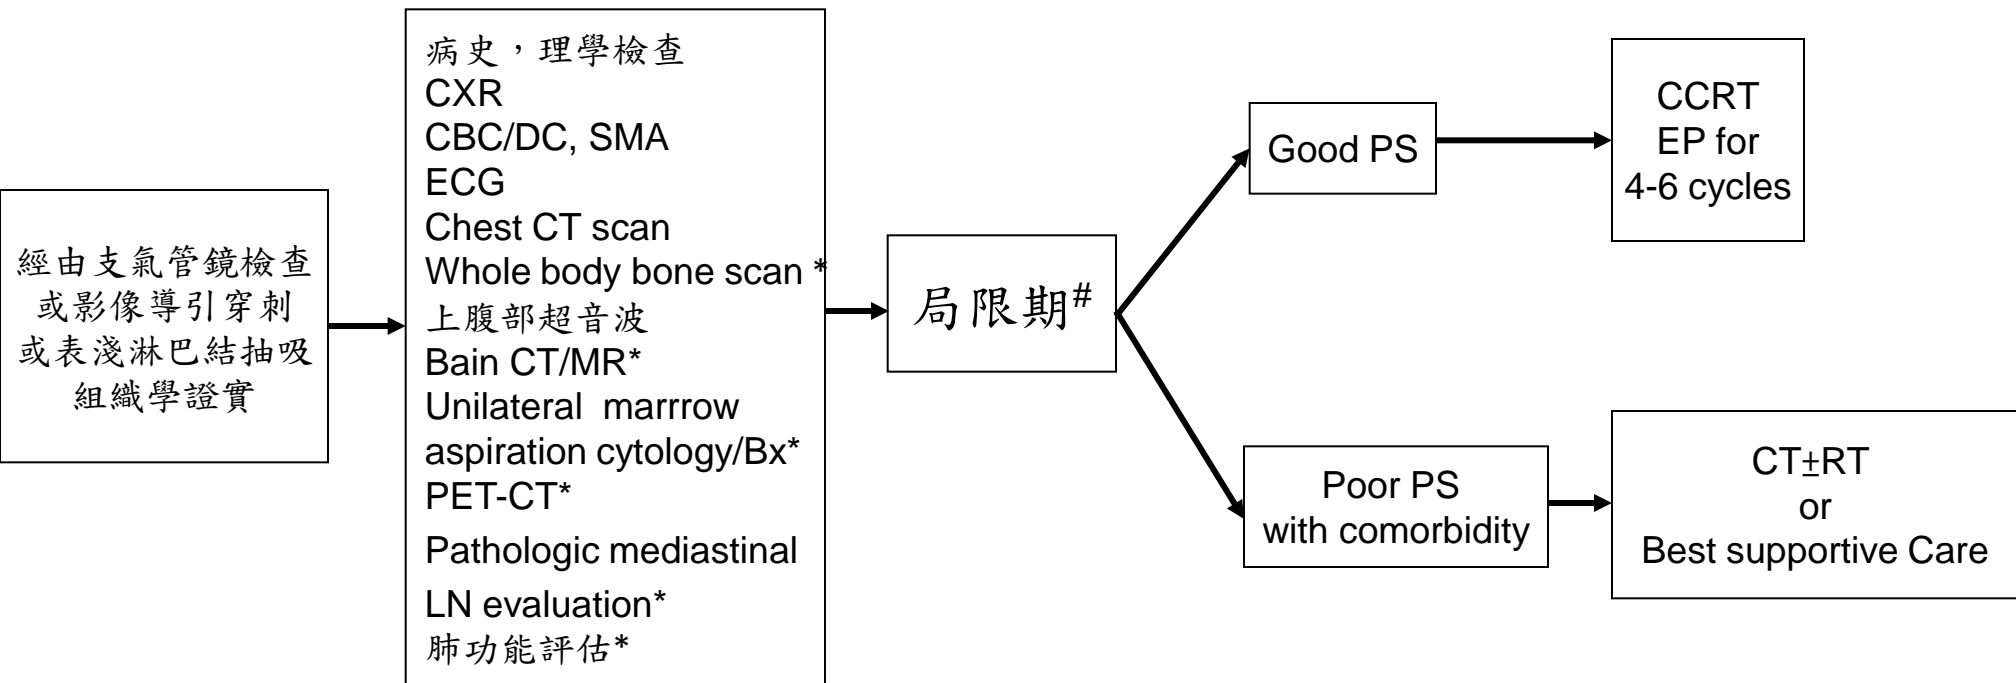 經由支氣管鏡檢查
或影像導引穿刺
或表淺淋巴結抽吸
組織學證實
病史，理學檢查
CXR
CBC/DC, SMA
ECG
Chest CT scan
Whole body bone scan *
上腹部超音波
Bain CT/MR*
Unilateral marrrow
aspiration cytology/Bx*
PET-CT*
Pathologic mediastinal
LN evaluation*
肺功能評估*
局限期#
Good PS
CCRT
EP for
4-6 cycles
Poor PS
with comorbidity
CT±RT
or
Best supportive Care